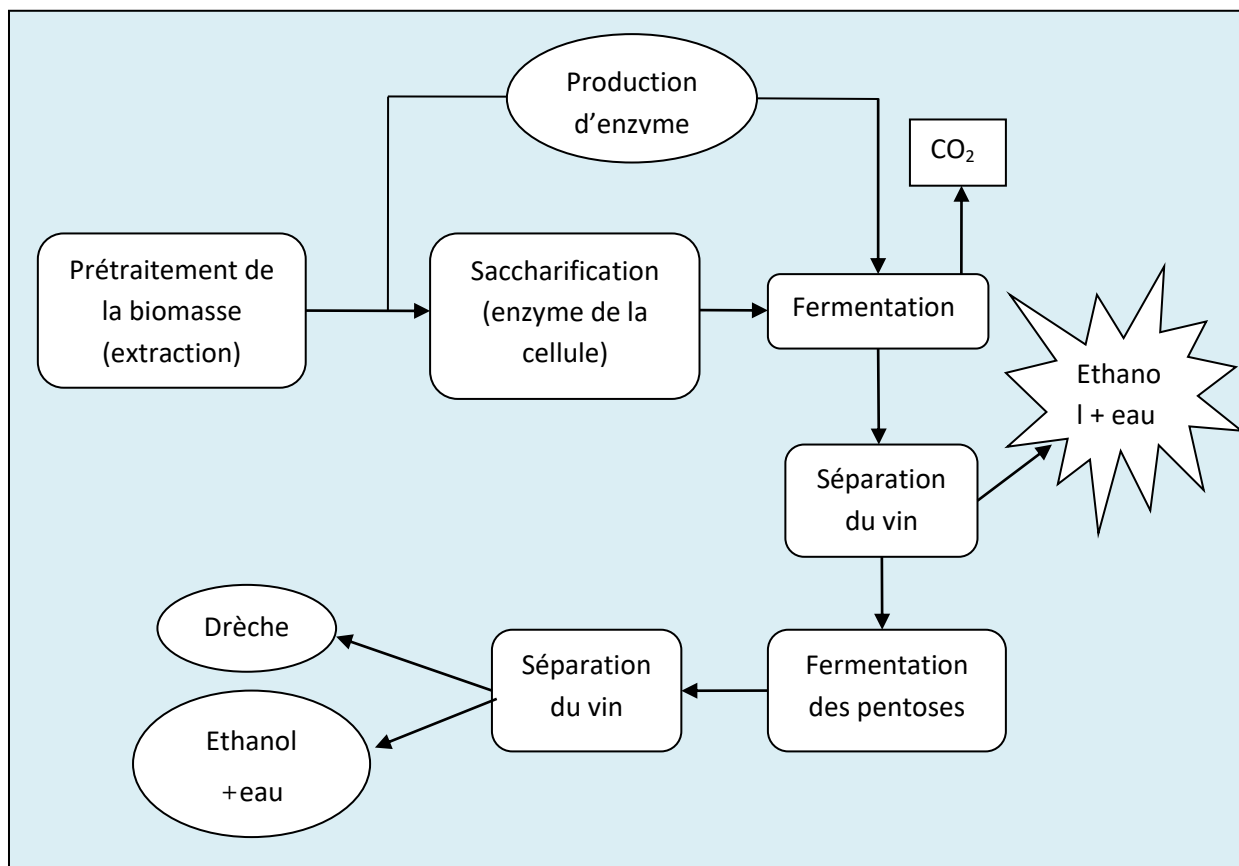 Production
d'enzyme
CO₂
Prétraitement de
la biomasse
(extraction)
Saccharification
(enzyme de la
cellule)
Fermentation
Ethano
l + eau
Séparation
du vin
Drèche
Séparation
du vin
Fermentation
des pentoses
Ethanol
+eau